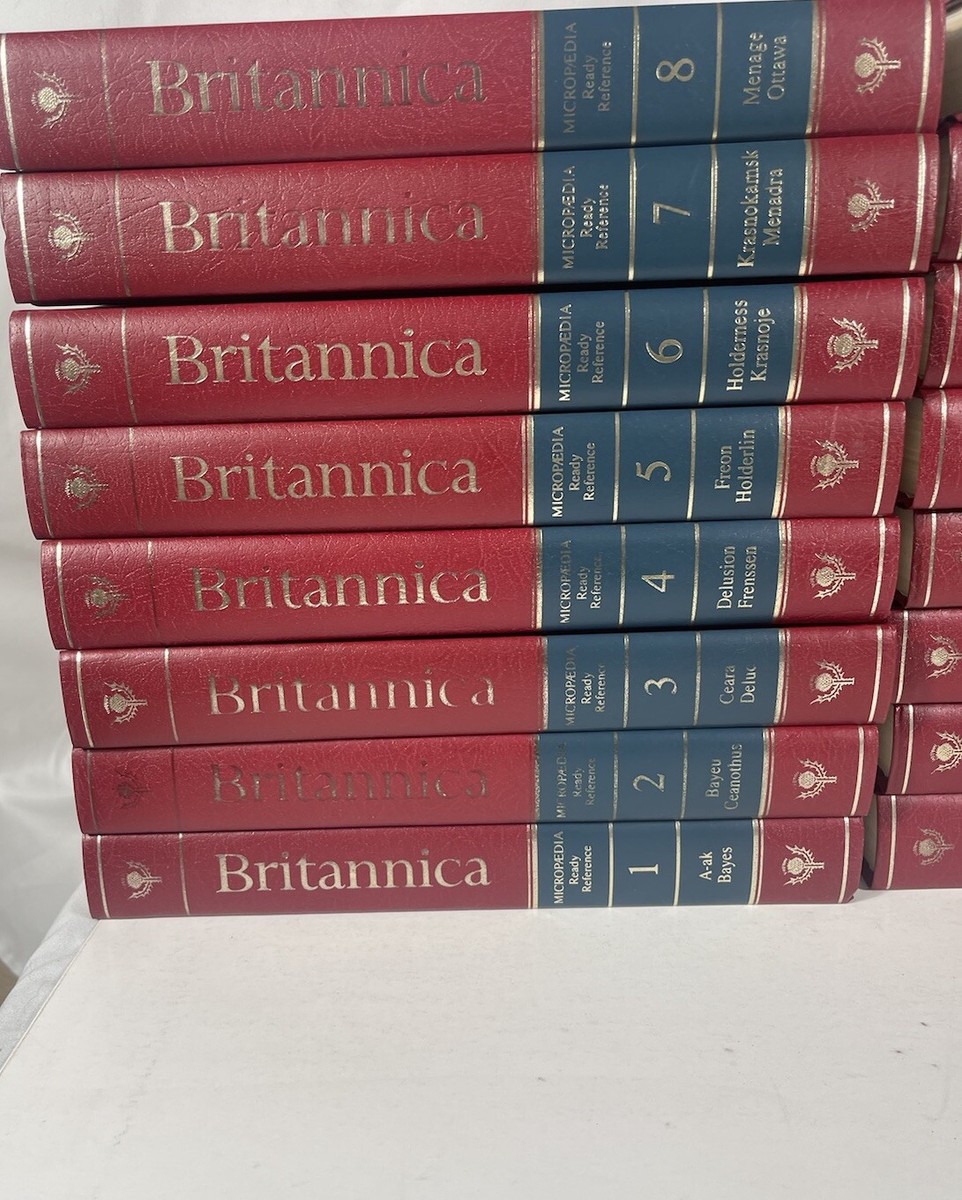 Britannica
MICROPÆDIA
Ready
Reference
8
Menage
Ottawa
Britannica
MICROPÆDIA
Ready
Reference
7
Krasnokamsk
Menadra
Britannica
MICROPÆDIA
Ready
Reference
6
Holderness
Krasnoje
Britannica
MICROPÆDIA
Ready
Reference
5
Freon
Holderlin
Britannica
MICROPÆDIA
Ready
Reference
4
Delusion
Frenssen
Britannica
MICROPÆDIA
Ready
Reference
3
Ceara
Deluc
Britannica
MICROPÆDIA
Ready
Reference
2
Bayeu
Ceanothus
Britannica
MICROPÆDIA
Ready
Reference
1
A-ak
Bayes